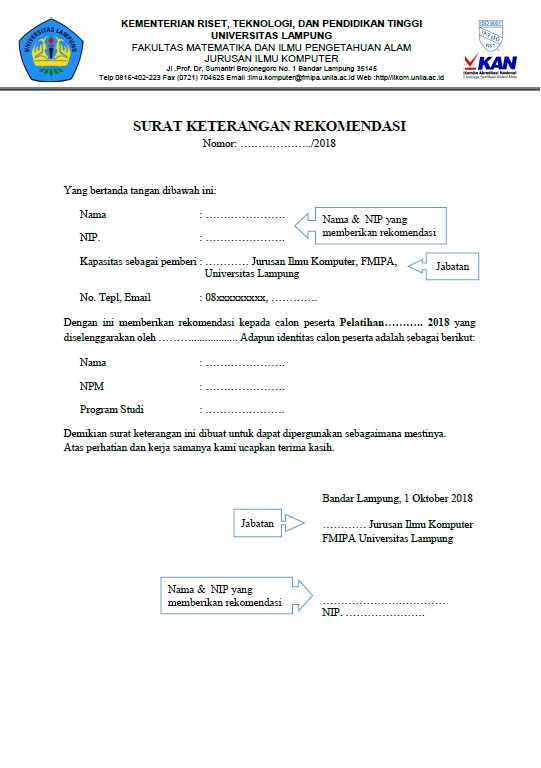 KEMENTERIAN RISET, TEKNOLOGI, DAN PENDIDIKAN TINGGI
UNIVERSITAS LAMPUNG
FAKULTAS MATEMATIKA DAN ILMU PENGETAHUAN ALAM
JURUSAN ILMU KOMPUTER
Jl .Prof. Dr. Sumantri Brojonegoro No. 1 Bandar Lampung 35145
Telp 0816-402-223 Fax (0721) 704625 Email :ilmu.komputer@fmipa.unila.ac.id Web :http//ilkom.unila.ac.id
UNIVERSITAS LAMPUNG
ISO 9001
KAN
Komite Akreditasi Nasional
SURAT KETERANGAN REKOMENDASI
Nomor: ………………../2018
Yang bertanda tangan dibawah ini:
Nama : ………………….
Nama & NIP yang
memberikan rekomendasi
NIP. : ………………….
Kapasitas sebagai pemberi : ………… Jurusan Ilmu Komputer, FMIPA,
Universitas Lampung
Jabatan
No. Tepl, Email : 08xxxxxxxxx, ………….
Dengan ini memberikan rekomendasi kepada calon peserta Pelatihan……….. 2018 yang
diselenggarakan oleh ………................. Adapun identitas calon peserta adalah sebagai berikut:
Nama : ………………….
NPM : ………………….
Program Studi : ………………….
Demikian surat keterangan ini dibuat untuk dapat dipergunakan sebagaimana mestinya.
Atas perhatian dan kerja samanya kami ucapkan terima kasih.
Bandar Lampung, 1 Oktober 2018
Jabatan
………… Jurusan Ilmu Komputer
FMIPA Universitas Lampung
Nama & NIP yang
memberikan rekomendasi
…………………………….
NIP. ………………….